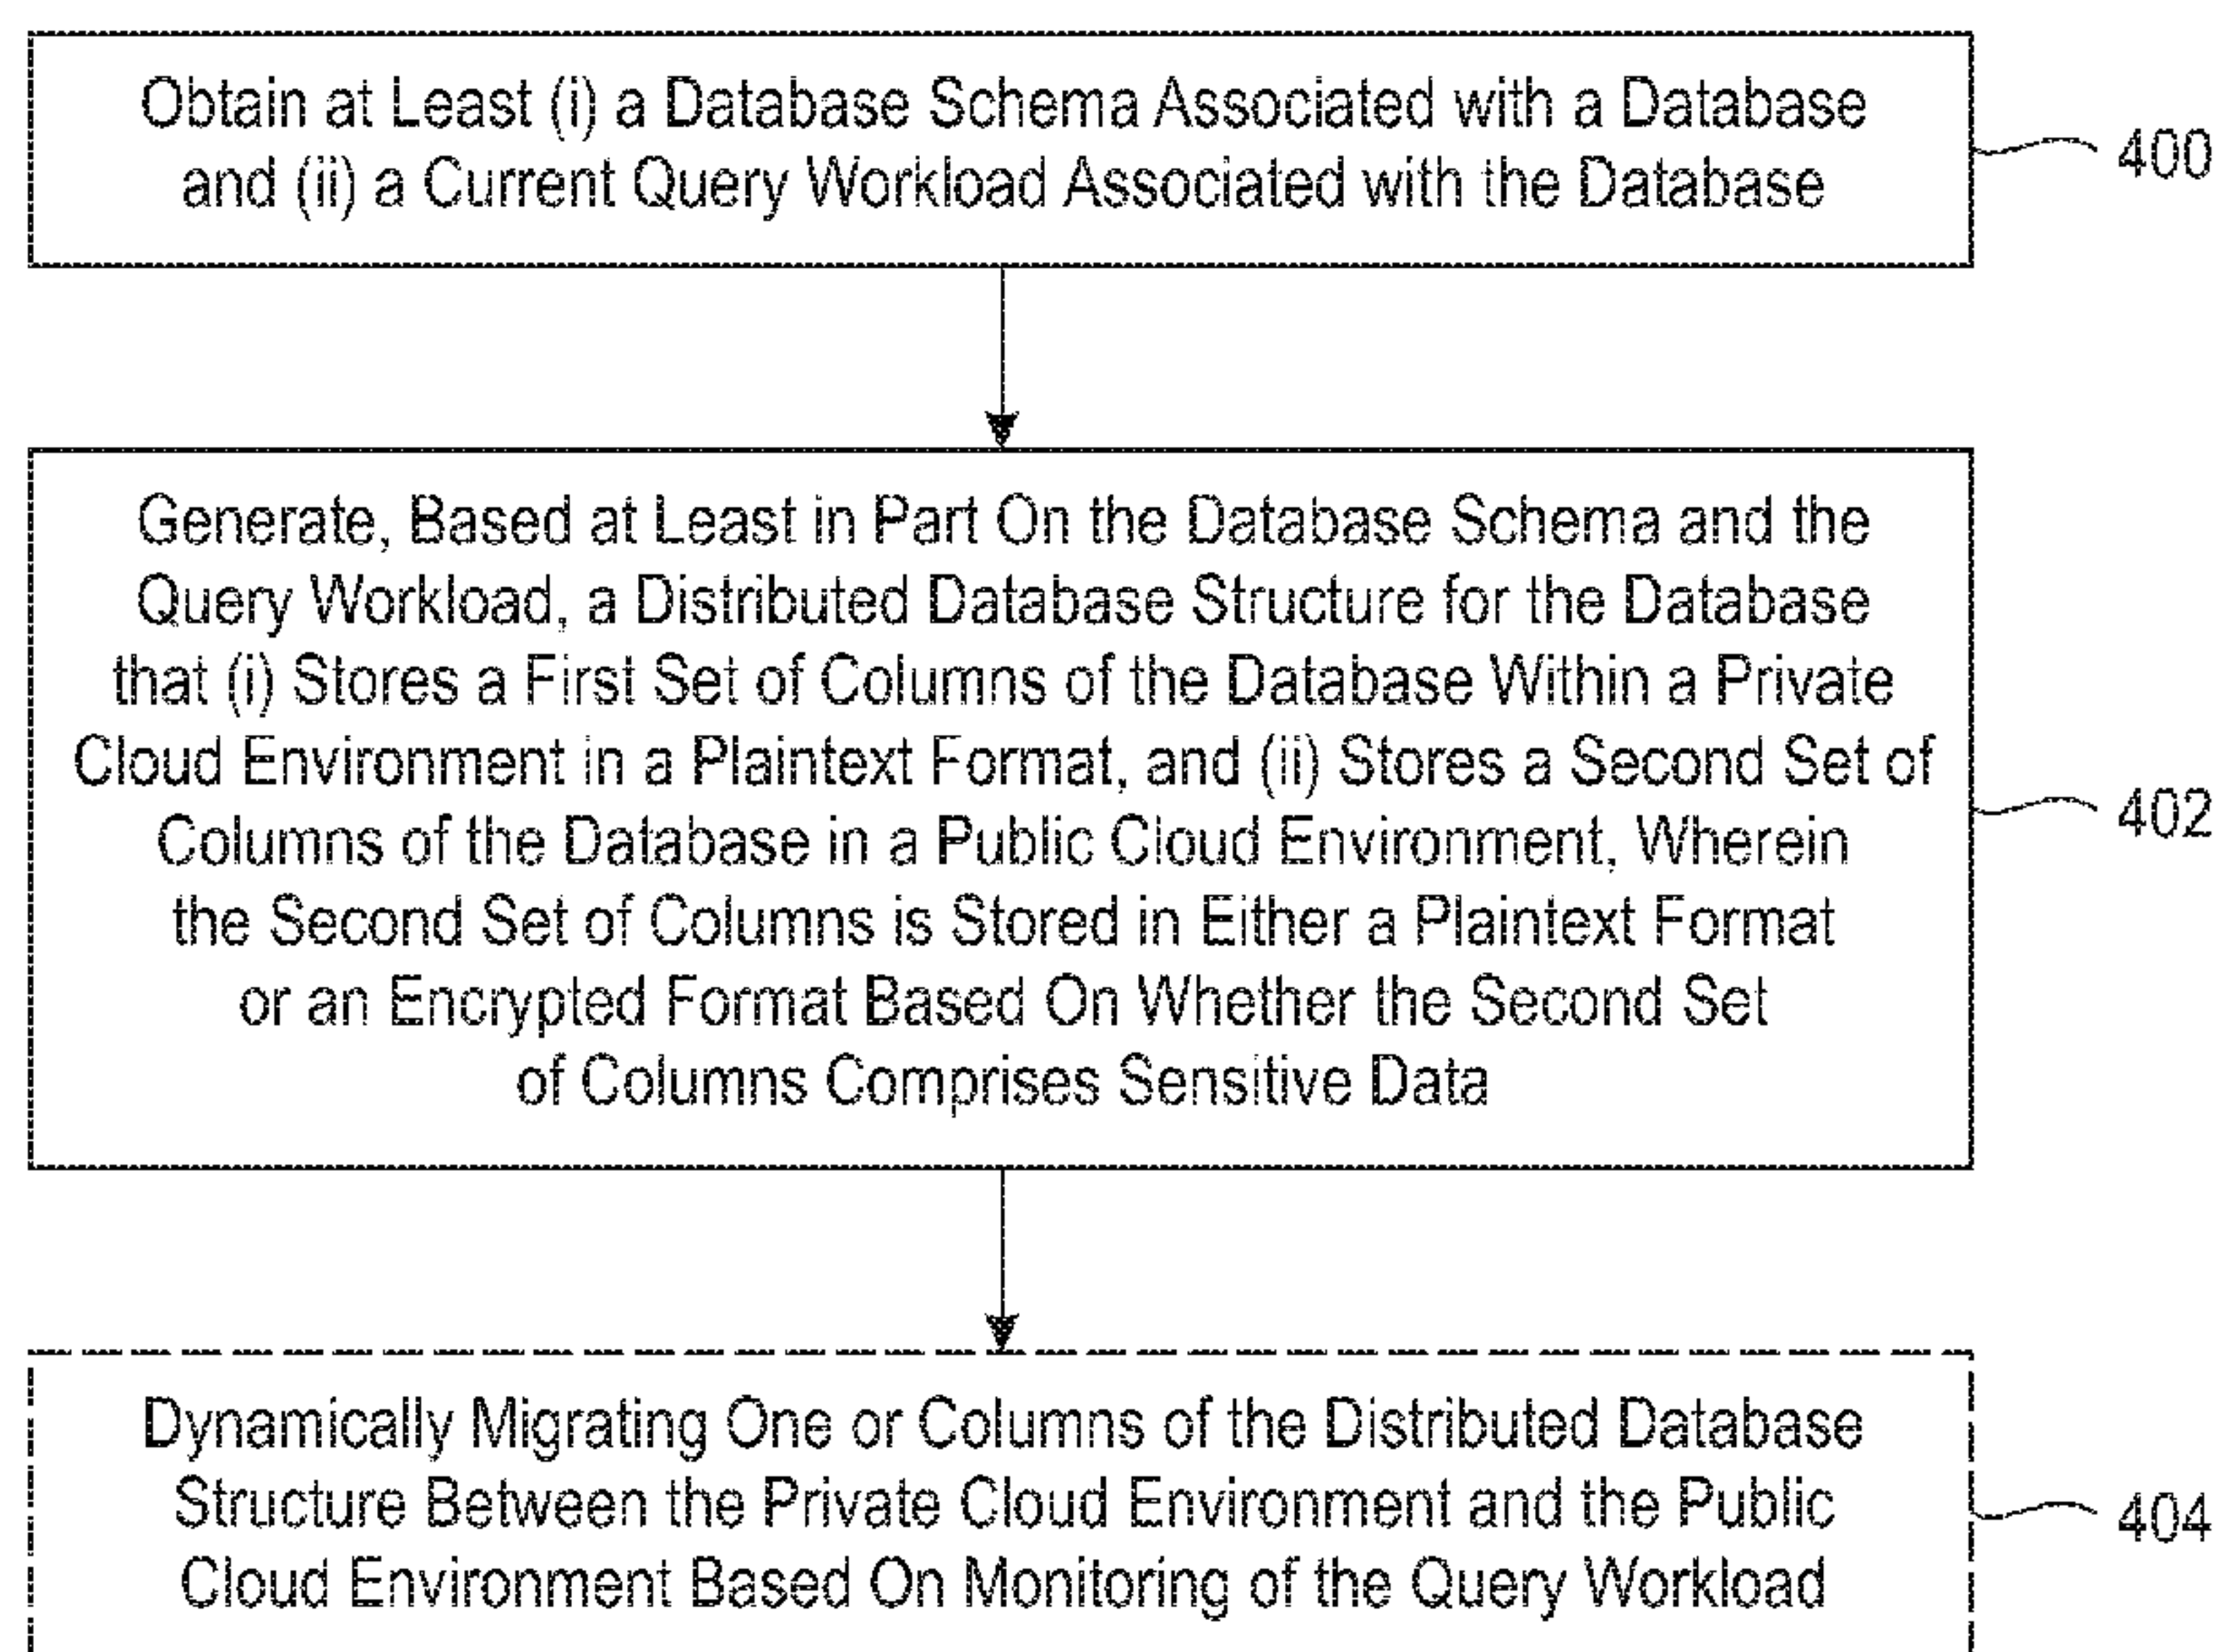 Obtain at Least (i) a Database Schema Associated with a Database
and (ii) a Current Query Workload Associated with the Database
400
Generate, Based at Least in Part On the Database Schema and the
Query Workload, a Distributed Database Structure for the Database
that (i) Stores a First Set of Columns of the Database Within a Private
Cloud Environment in a Plaintext Format, and (ii) Stores a Second Set of
Columns of the Database in a Public Cloud Environment, Wherein
the Second Set of Columns is Stored in Either a Plaintext Format
or an Encrypted Format Based On Whether the Second Set
of Columns Comprises Sensitive Data
402
Dynamically Migrating One or Columns of the Distributed Database
Structure Between the Private Cloud Environment and the Public
Cloud Environment Based On Monitoring of the Query Workload
404